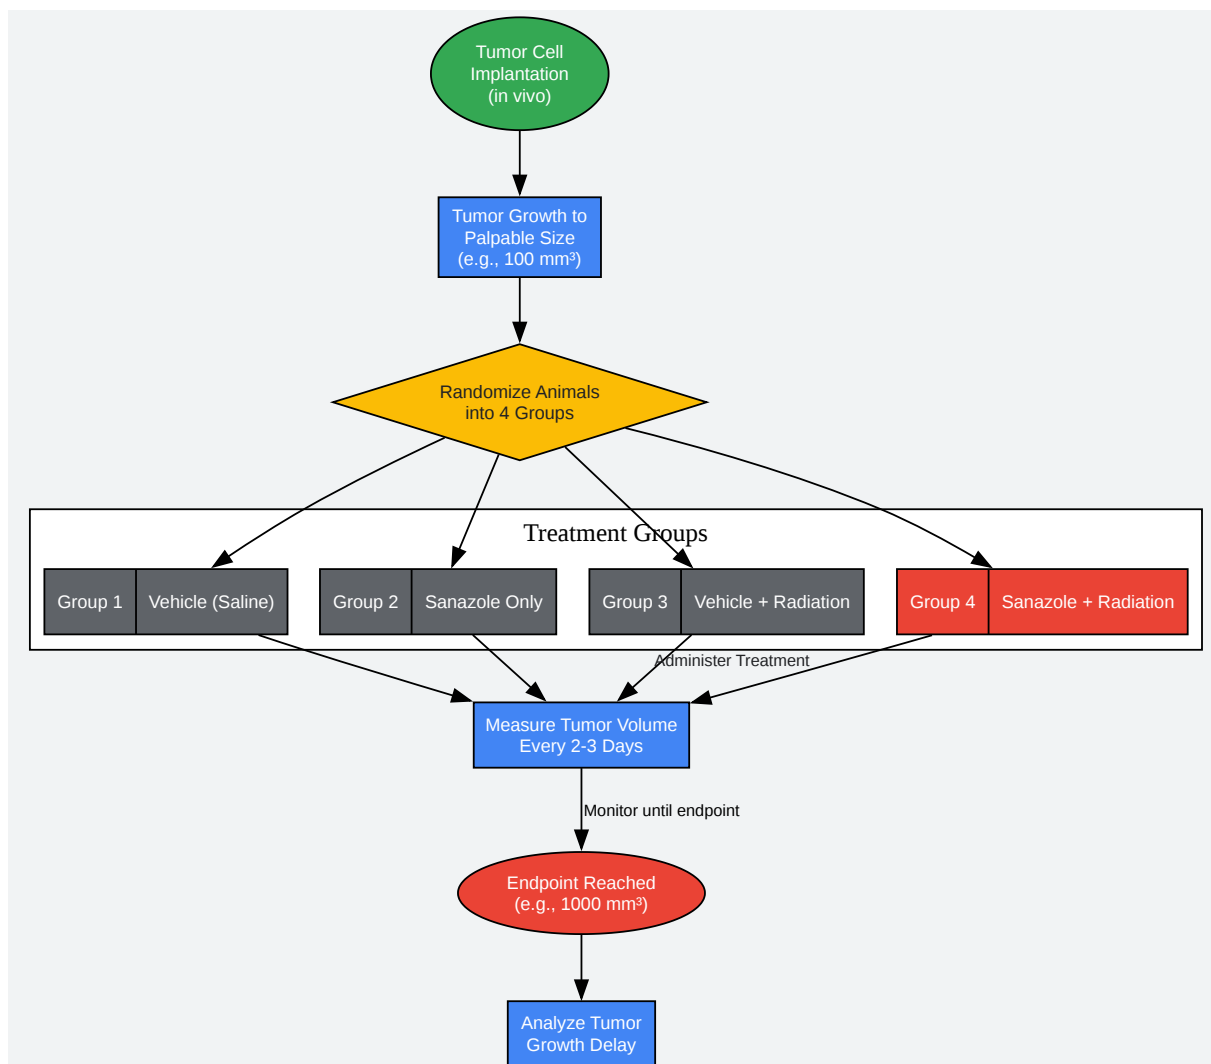 Tumor Cell
Implantation
(in vivo)
Tumor Growth to
Palpable Size
(e.g., 100 mm³)
Randomize Animals
into 4 Groups
Treatment Groups
Group 1
Vehicle (Saline)
Group 2
Sanazole Only
Group 3
Vehicle + Radiation
Group 4
Sanazole + Radiation
Administer Treatment
Measure Tumor Volume
Every 2-3 Days
Monitor until endpoint
Endpoint Reached
(e.g., 1000 mm³)
Analyze Tumor
Growth Delay